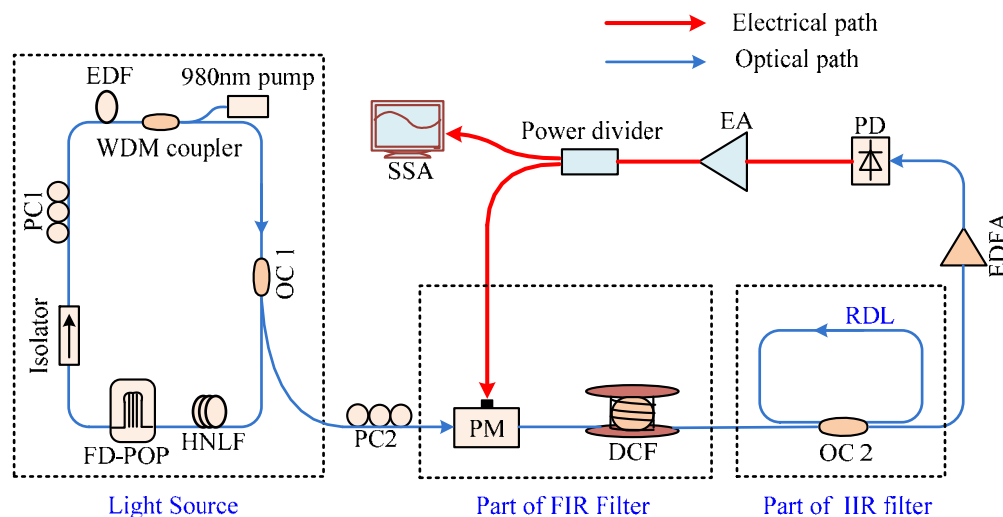 Electrical path
Optical path
EDF
980nm pump
WDM coupler
SSA
Power divider
EA
PD
PC1
OC 1
EDFA
Isolator
RDL
FD-POP
HNLF
PC2
PM
DCF
OC 2
Light Source
Part of FIR Filter
Part of IIR filter